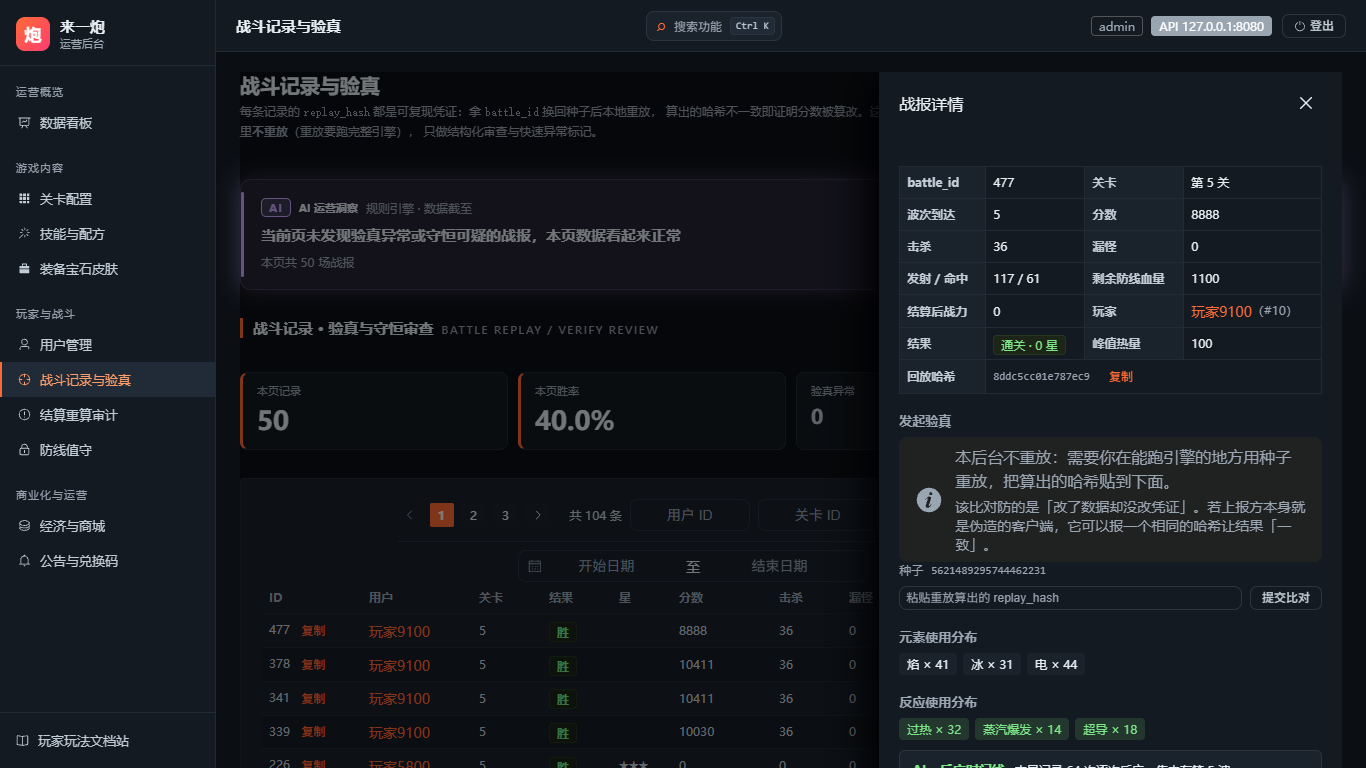 炮
来一炮
运营后台
战斗记录与验真
搜索功能 Ctrl K
admin
API 127.0.0.1:8080
登出
运营概览
数据看板
游戏内容
关卡配置
技能与配方
装备宝石皮肤
玩家与战斗
用户管理
战斗记录与验真
结算重算审计
防线值守
商业化与运营
经济与商城
公告与兑换码
玩家玩法文档站
战斗记录与验真
每条记录的 replay_hash 都是可复现凭证：拿 battle_id 换回种子后本地重放，算出的哈希不一致即证明分数被篡改。
里不重放（重放要跑完整引擎），只做结构化审查与快速异常标记。
AI AI 运营洞察 规则引擎 · 数据截至
当前页未发现验真异常或守恒可疑的战报，本页数据看起来正常
本页共 50 场战报
战斗记录 • 验真与守恒审查 BATTLE REPLAY / VERIFY REVIEW
本页记录
50
本页胜率
40.0%
验真异常
0
1 2 3 共 104 条 用户 ID 关卡 ID
开始日期 至 结束日期
ID 用户 关卡 结果 星 分数 击杀 漏怪
477 复制 玩家9100 5 胜 8888 36 0
378 复制 玩家9100 5 胜 10411 36 0
341 复制 玩家9100 5 胜 10411 36 0
339 复制 玩家9100 5 胜 10030 36 0
226 复制 玩家5800 5 胜 ★★★ 0 0 0
战报详情
battle_id 477 关卡 第 5 关
波次到达 5 分数 8888
击杀 36 漏怪 0
发射 / 命中 117 / 61 剩余防线血量 1100
结算后战力 0 玩家 玩家9100 (#10)
结果 通关 · 0 星 峰值热量 100
回放哈希 8ddc5cc01e787ec9 复制
发起验真
本后台不重放：需要你在能跑引擎的地方用种子
重放，把算出的哈希贴到下面。
该比对防的是「改了数据却没改凭证」。若上报方本身就
是伪造的客户端，它可以报一个相同的哈希让结果「一
致」。
种子 5621489295744462231
粘贴重放算出的 replay_hash 提交比对
元素使用分布
焰 × 41 冰 × 31 电 × 44
反应使用分布
过热 × 32 蒸汽爆发 × 14 超导 × 18